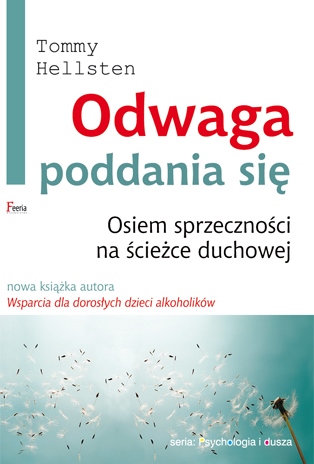 Tommy
Hellsten
Odwaga
poddania się
Feeria
Osiem sprzeczności
na ścieżce duchowej
nowa książka autora
Wsparcia dla dorosłych dzieci alkoholików
seria: Psychologia i dusza